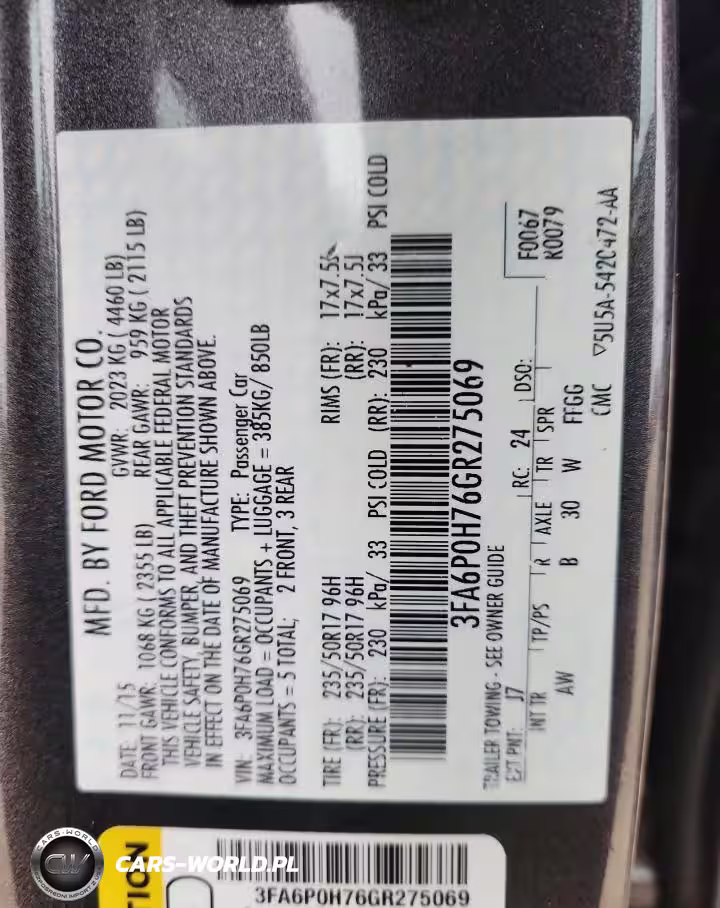 MFD. BY FORD MOTOR CO.
DATE: 11/15 GVWR: 2023 KG ( 4460 LB)
FRONT GAWR: 1068 KG ( 2355 LB) REAR GAWR: 959 KG ( 2115 LB)
THIS VEHICLE CONFORMS TO ALL APPLICABLE FEDERAL MOTOR
VEHICLE SAFETY, BUMPER, AND THEFT PREVENTION STANDARDS
IN EFFECT ON THE DATE OF MANUFACTURE SHOWN ABOVE.
VIN: 3FA6P0H76GR275069 TYPE: Passenger Car
MAXIMUM LOAD = OCCUPANTS + LUGGAGE = 385KG/ 850LB
OCCUPANTS = 5 TOTAL; 2 FRONT, 3 REAR
TIRE (FR): 235/50R17 96H RIMS (FR): 17x7.5J
(RR): 235/50R17 96H (RR): 17x7.5J
PRESSURE (FR): 230 kPa/ 33 PSI COLD (RR): 230 kPa/ 33 PSI COLD
3FA6P0H76GR275069
TRAILER TOWING - SEE OWNER GUIDE
F0067
R0079
EXT PNT: J7 RC: 24 DSO:
INT TR TP/PS R AXLE TR SPR
AW B 30 W FFGG
CMC ▽5U5A-5420472-AA
TION
3FA6P0H76GR275069
CARS-WORLD
CW
CARS-WORLD.PL